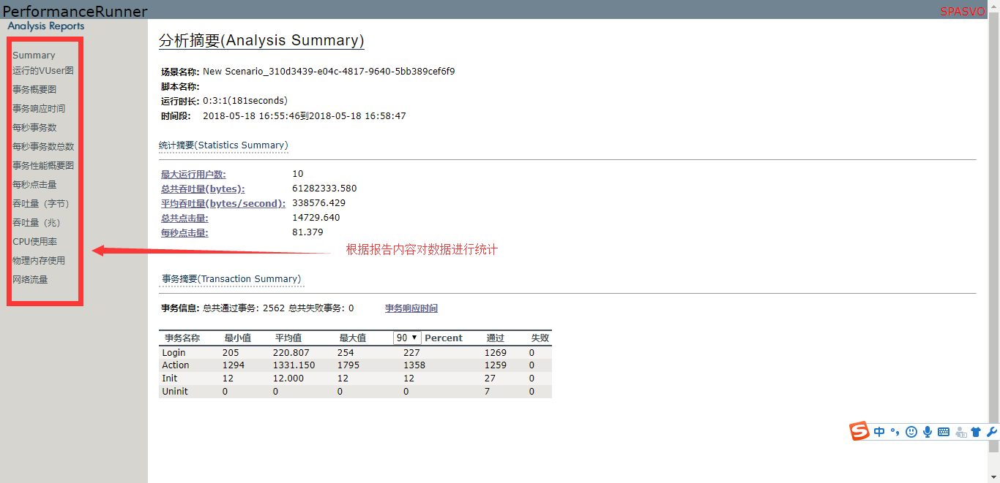 PerformanceRunner
SPASVO
Analysis Reports
Summary
运行的VUser图
事务概要图
事务响应时间
每秒事务数
每秒事务数总数
事务性能概要图
每秒点击量
吞吐量（字节）
吞吐量（兆）
CPU使用率
物理内存使用
网络流量
分析摘要(Analysis Summary)
场景名称: New Scenario_310d3439-e04c-4817-9640-5bb389cef6f9
脚本名称:
运行时长: 0:3:1(181seconds)
时间段: 2018-05-18 16:55:46到2018-05-18 16:58:47
统计摘要(Statistics Summary)
最大运行用户数: 10
总共吞吐量(bytes): 61282333.580
平均吞吐量(bytes/second): 338576.429
总共点击量: 14729.640
每秒点击量: 81.379
根据报告内容对数据进行统计
事务摘要(Transaction Summary)
事务信息: 总共通过事务: 2562 总共失败事务: 0 事务响应时间
事务名称 最小值 平均值 最大值 90 Percent 通过 失败
Login 205 220.807 254 227 1269 0
Action 1294 1331.150 1795 1358 1259 0
Init 12 12.000 12 12 27 0
Uninit 0 0 0 0 7 0
中